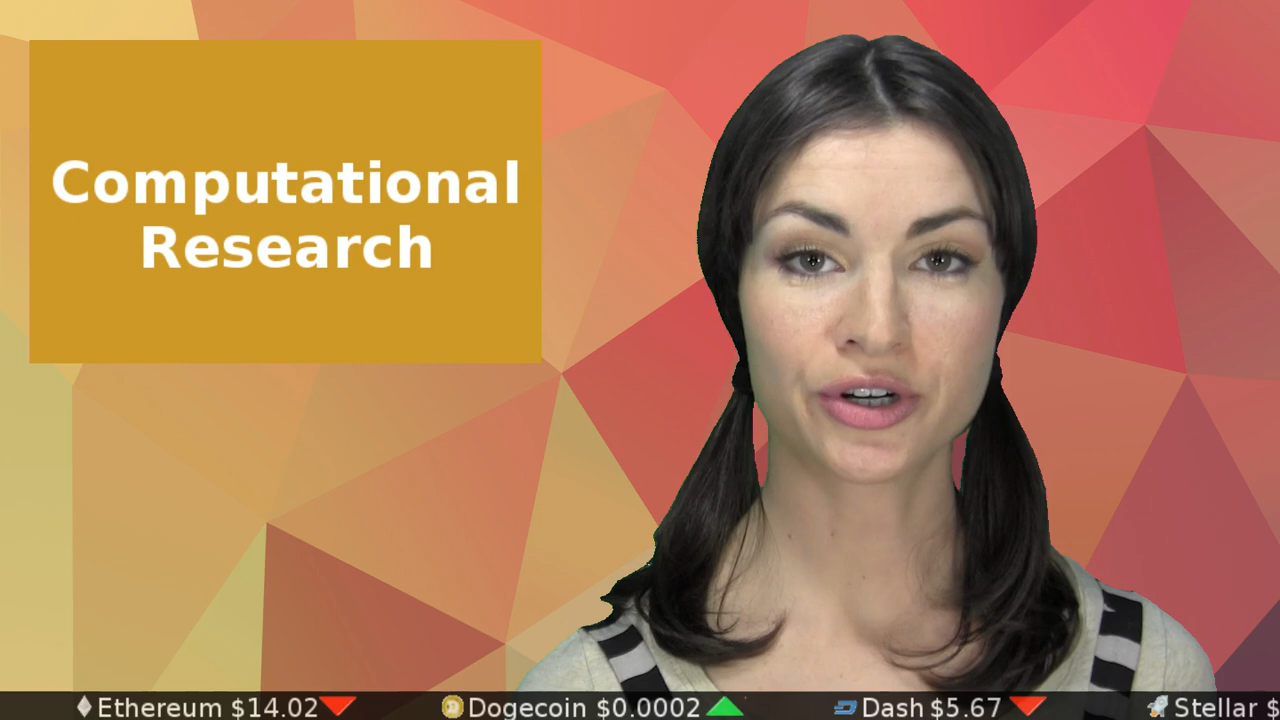 Computational
Research
Ethereum $14.02 Dogecoin $0.0002 Dash $5.67 Stellar $